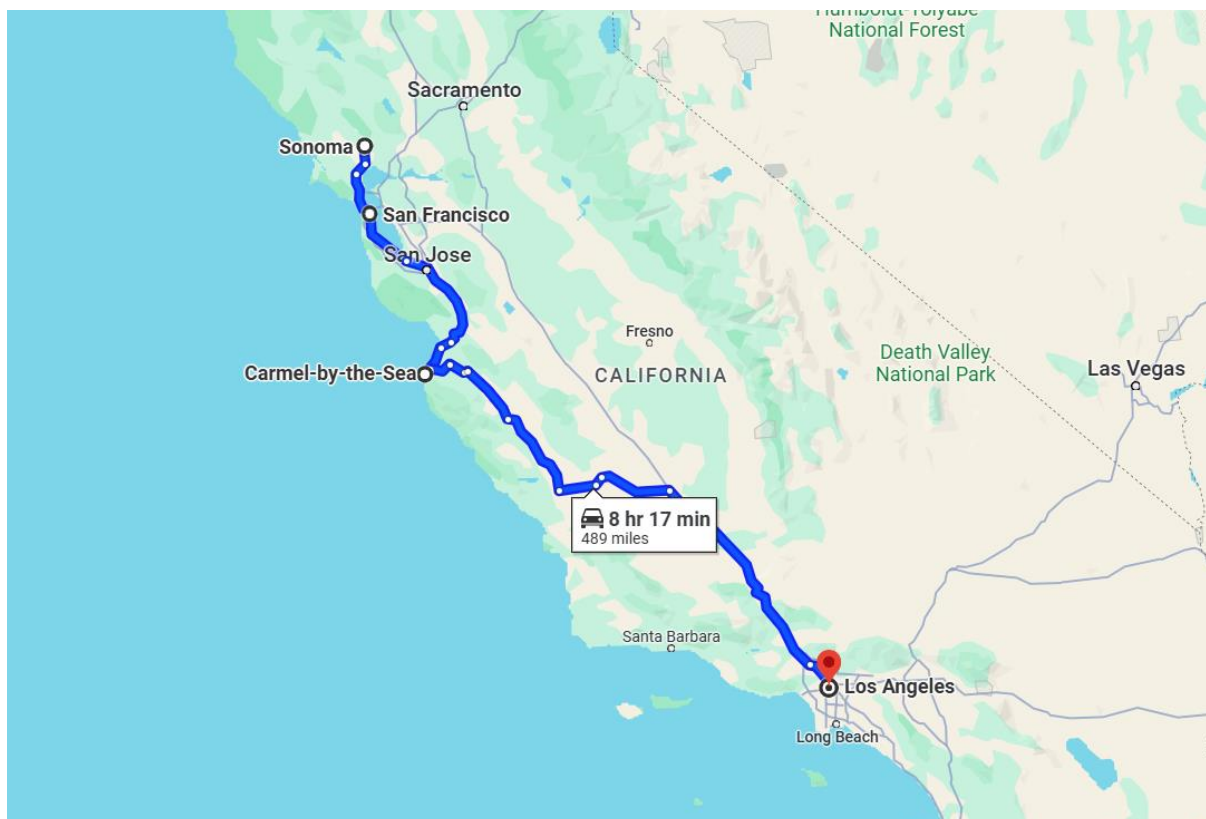 Humboldt-Toiyabe
National Forest
Sacramento
Sonoma
San Francisco
San Jose
Fresno
Death Valley
National Park
Carmel-by-the-Sea
CALIFORNIA
Las Vegas
8 hr 17 min
489 miles
Santa Barbara
Los Angeles
Long Beach